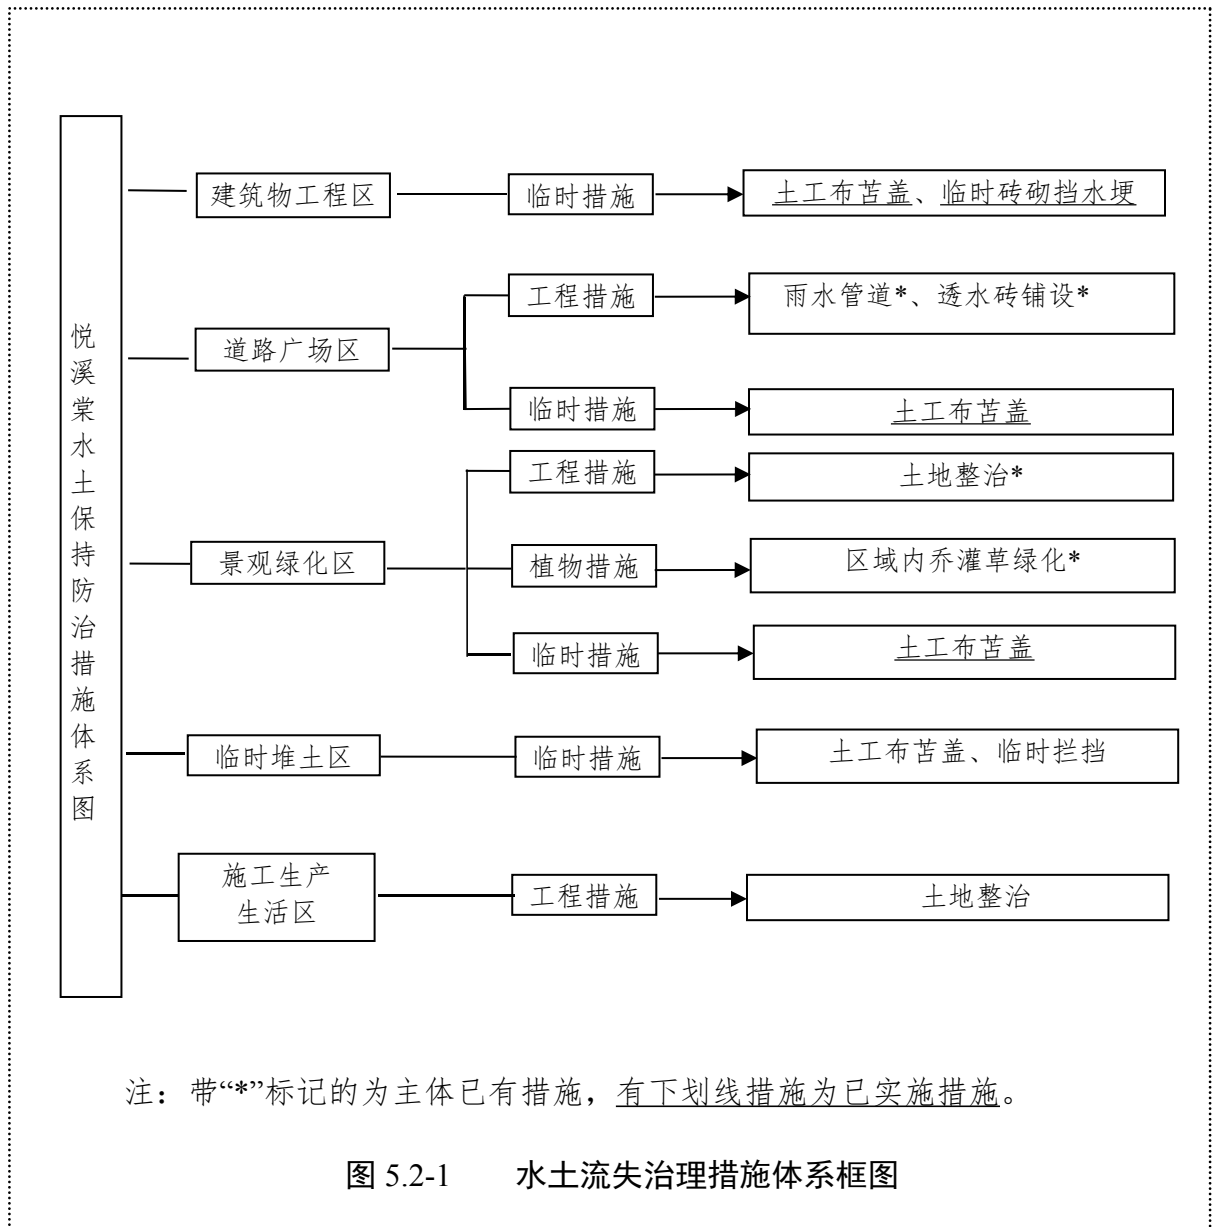 悦溪棠水土保持防治措施体系图
建筑物工程区
临时措施
土工布苫盖、临时砖砌挡水埂
道路广场区
工程措施
雨水管道*、透水砖铺设*
临时措施
土工布苫盖
景观绿化区
工程措施
土地整治*
植物措施
区域内乔灌草绿化*
临时措施
土工布苫盖
临时堆土区
临时措施
土工布苫盖、临时拦挡
施工生产
生活区
工程措施
土地整治
注：带“*”标记的为主体已有措施，有下划线措施为已实施措施。
图 5.2-1 水土流失治理措施体系框图